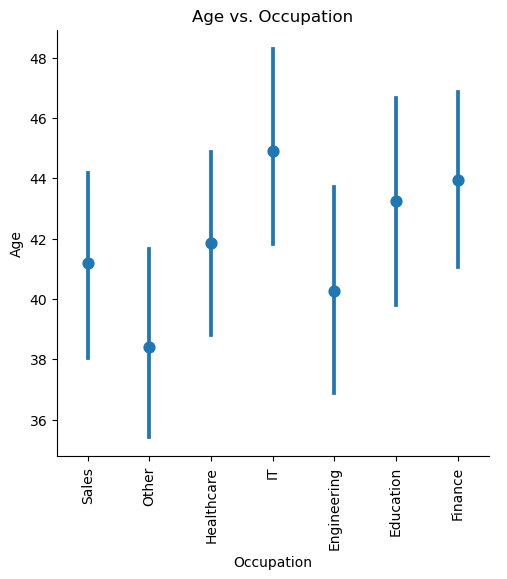 Age vs. Occupation
Age
48
46
44
42
40
38
36
Sales
Other
Healthcare
IT
Engineering
Education
Finance
Occupation